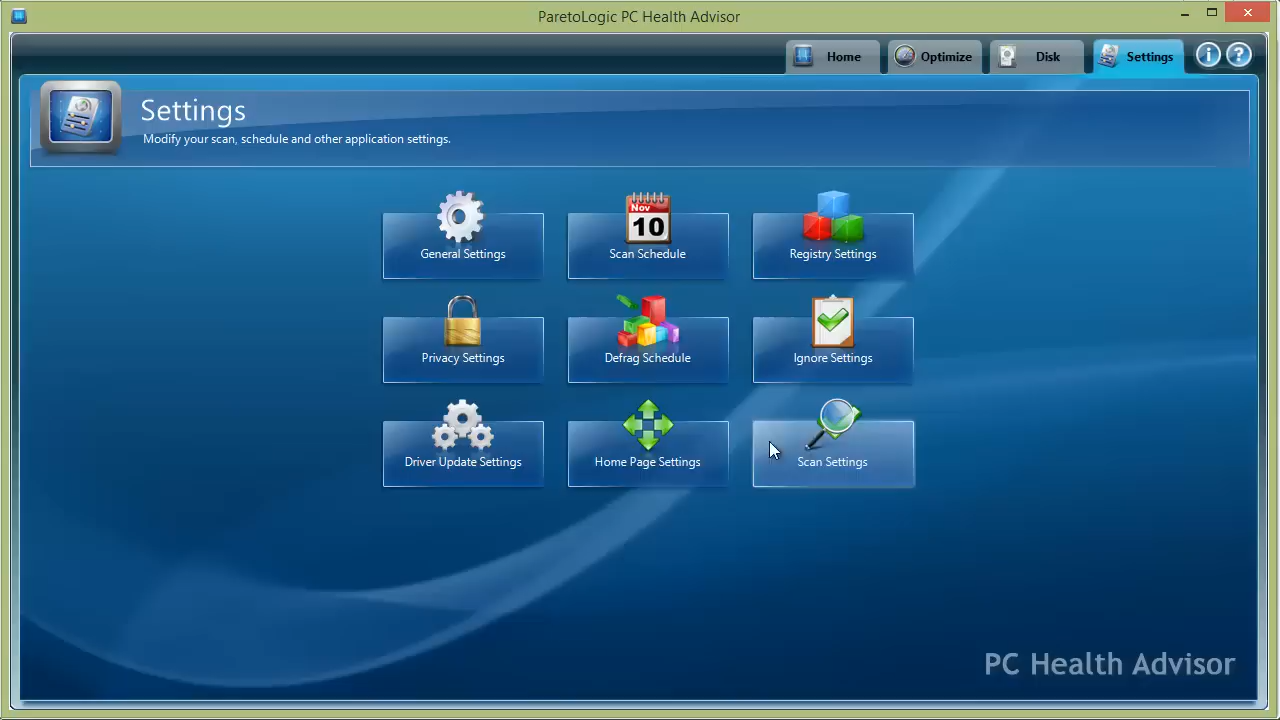 ParetoLogic PC Health Advisor
Home
Optimize
Disk
Settings
Settings
Modify your scan, schedule and other application settings.
General Settings
Nov
10
Scan Schedule
Registry Settings
Privacy Settings
Defrag Schedule
Ignore Settings
Driver Update Settings
Home Page Settings
Scan Settings
PC Health Advisor